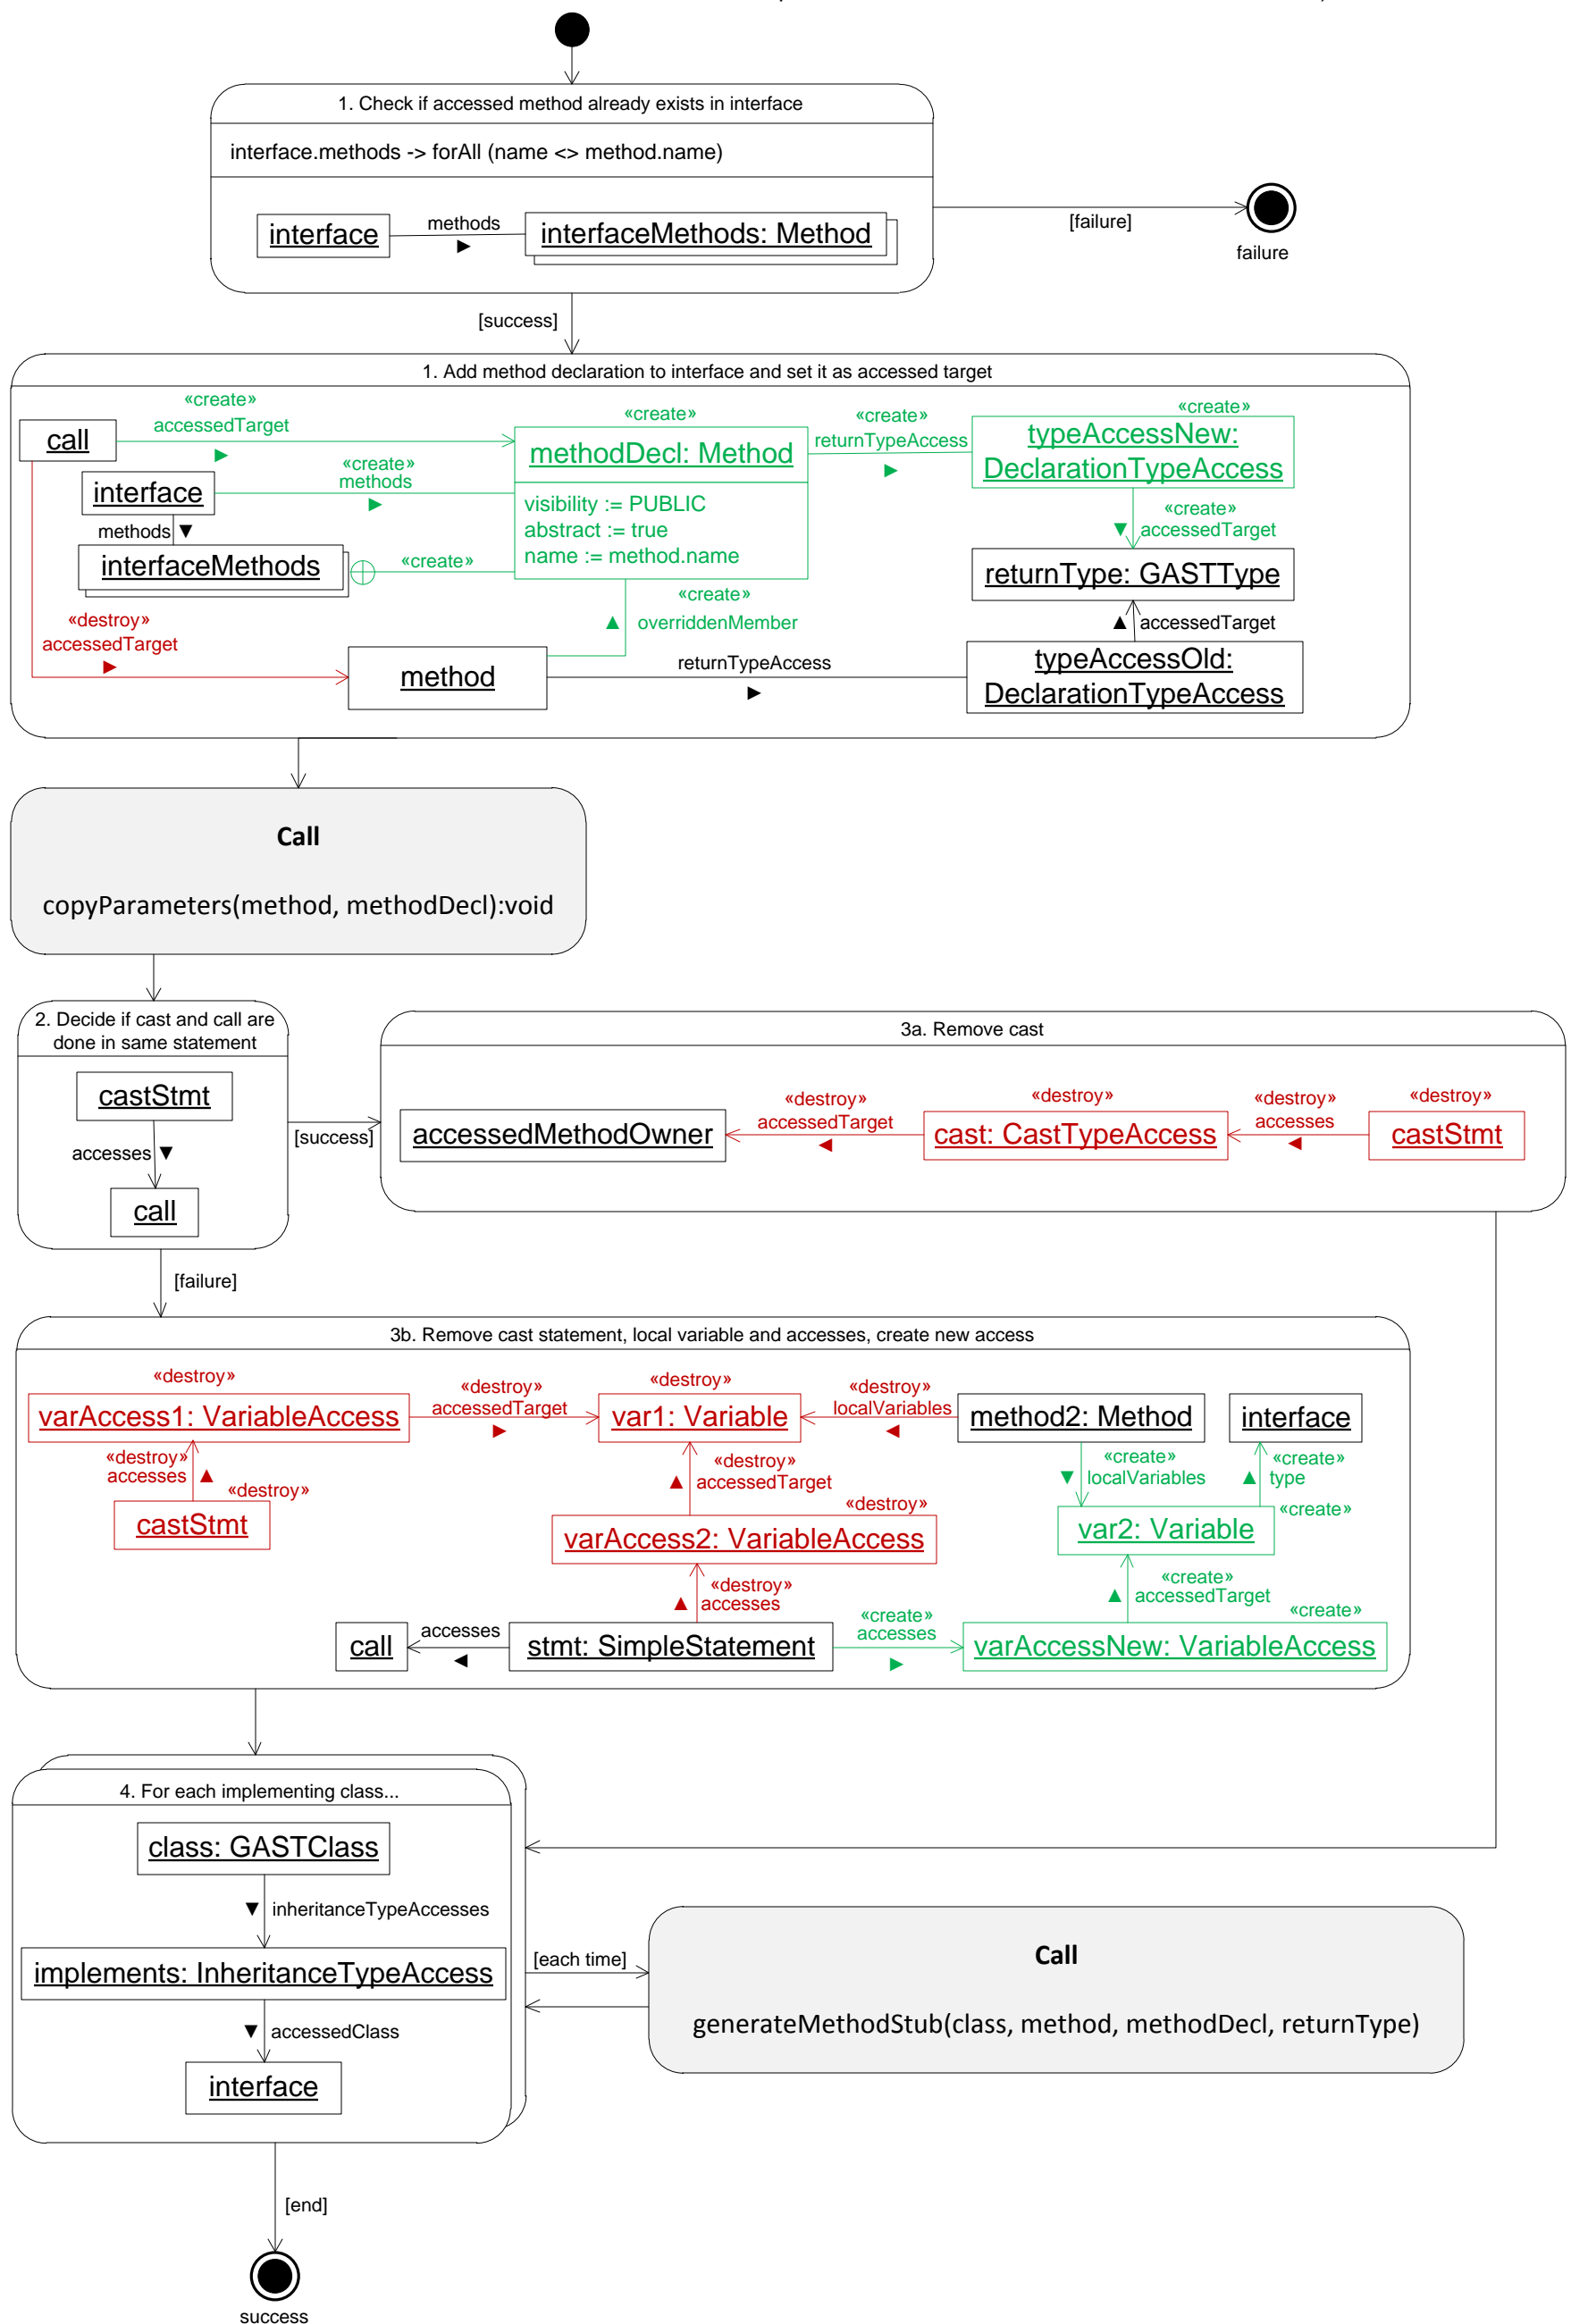 1. Check if accessed method already exists in interface
interface.methods -> forAll (name <> method.name)
interface
methods
►
interfaceMethods: Method
[failure]
failure
[success]
1. Add method declaration to interface and set it as accessed target
call
«create»
accessedTarget
►
interface
«create»
methods
►
methods ▼
interfaceMethods
«create»
«create»
methodDecl: Method
visibility := PUBLIC
abstract := true
name := method.name
«create»
returnTypeAccess
►
«create»
typeAccessNew:
DeclarationTypeAccess
«create»
▼ accessedTarget
returnType: GASTType
▲ accessedTarget
typeAccessOld:
DeclarationTypeAccess
«create»
▲ overriddenMember
«destroy»
accessedTarget
►
method
returnTypeAccess
►
Call
copyParameters(method, methodDecl):void
2. Decide if cast and call are
done in same statement
castStmt
accesses ▼
call
[success]
3a. Remove cast
accessedMethodOwner
«destroy»
accessedTarget
◄
«destroy»
cast: CastTypeAccess
«destroy»
accesses
◄
«destroy»
castStmt
[failure]
3b. Remove cast statement, local variable and accesses, create new access
«destroy»
varAccess1: VariableAccess
«destroy»
accessedTarget
►
«destroy»
var1: Variable
«destroy»
localVariables
◄
method2: Method
interface
«destroy»
accesses ▲
«destroy»
castStmt
«destroy»
▲ accessedTarget
«destroy»
varAccess2: VariableAccess
«create»
▼ localVariables
«create»
▲ type
«create»
var2: Variable
«destroy»
▲ accesses
«create»
▲ accessedTarget
call
accesses
◄
stmt: SimpleStatement
«create»
accesses
►
«create»
varAccessNew: VariableAccess
4. For each implementing class...
class: GASTClass
▼ inheritanceTypeAccesses
implements: InheritanceTypeAccess
▼ accessedClass
interface
[each time]
Call
generateMethodStub(class, method, methodDecl, returnType)
[end]
success